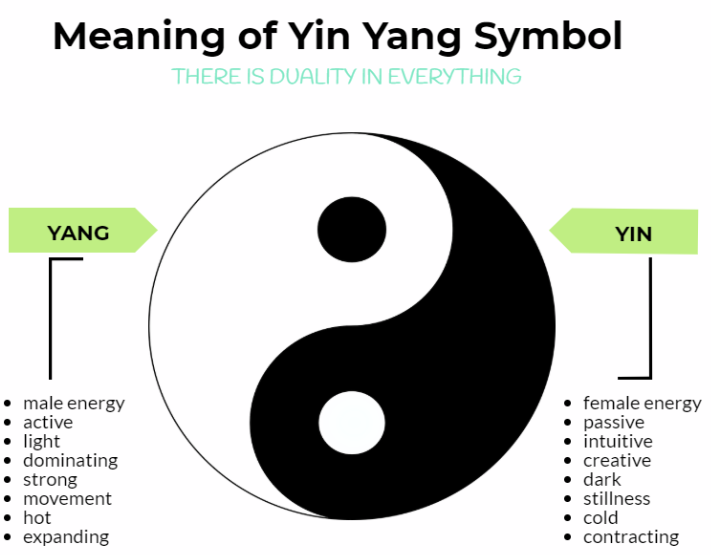 Meaning of Yin Yang Symbol
THERE IS DUALITY IN EVERYTHING
YANG
• male energy
• active
• light
• dominating
• strong
• movement
• hot
• expanding
YIN
• female energy
• passive
• intuitive
• creative
• dark
• stillness
• cold
• contracting